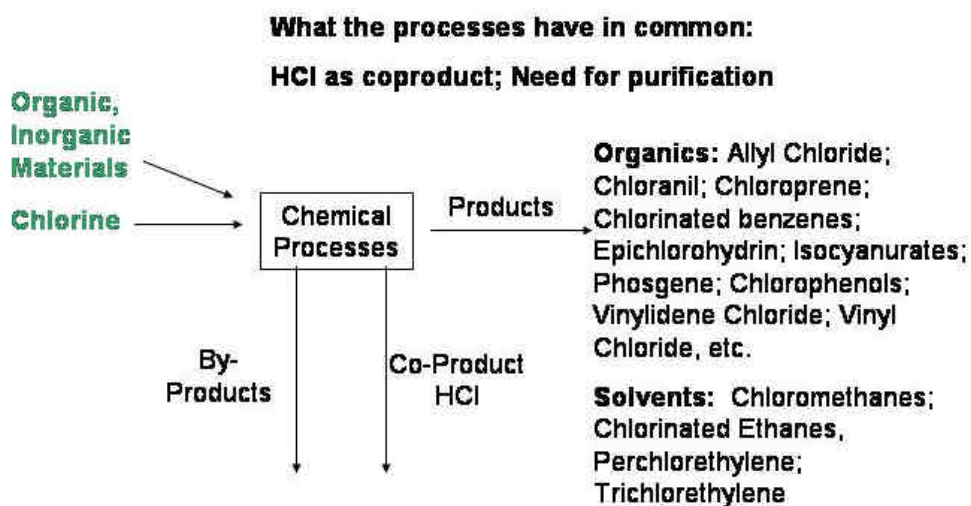 What the processes have in common:
HCl as coproduct; Need for purification
Organic,
Inorganic
Materials
Chlorine
Chemical
Processes
Products
By-
Products
Co-Product
HCl
Organics: Allyl Chloride;
Chloranil; Chloroprene;
Chlorinated benzenes;
Epichlorohydrin; Isocyanurates;
Phosgene; Chlorophenols;
Vinylidene Chloride; Vinyl
Chloride, etc.
Solvents: Chloromethanes;
Chlorinated Ethanes,
Perchlorethylene;
Trichlorethylene